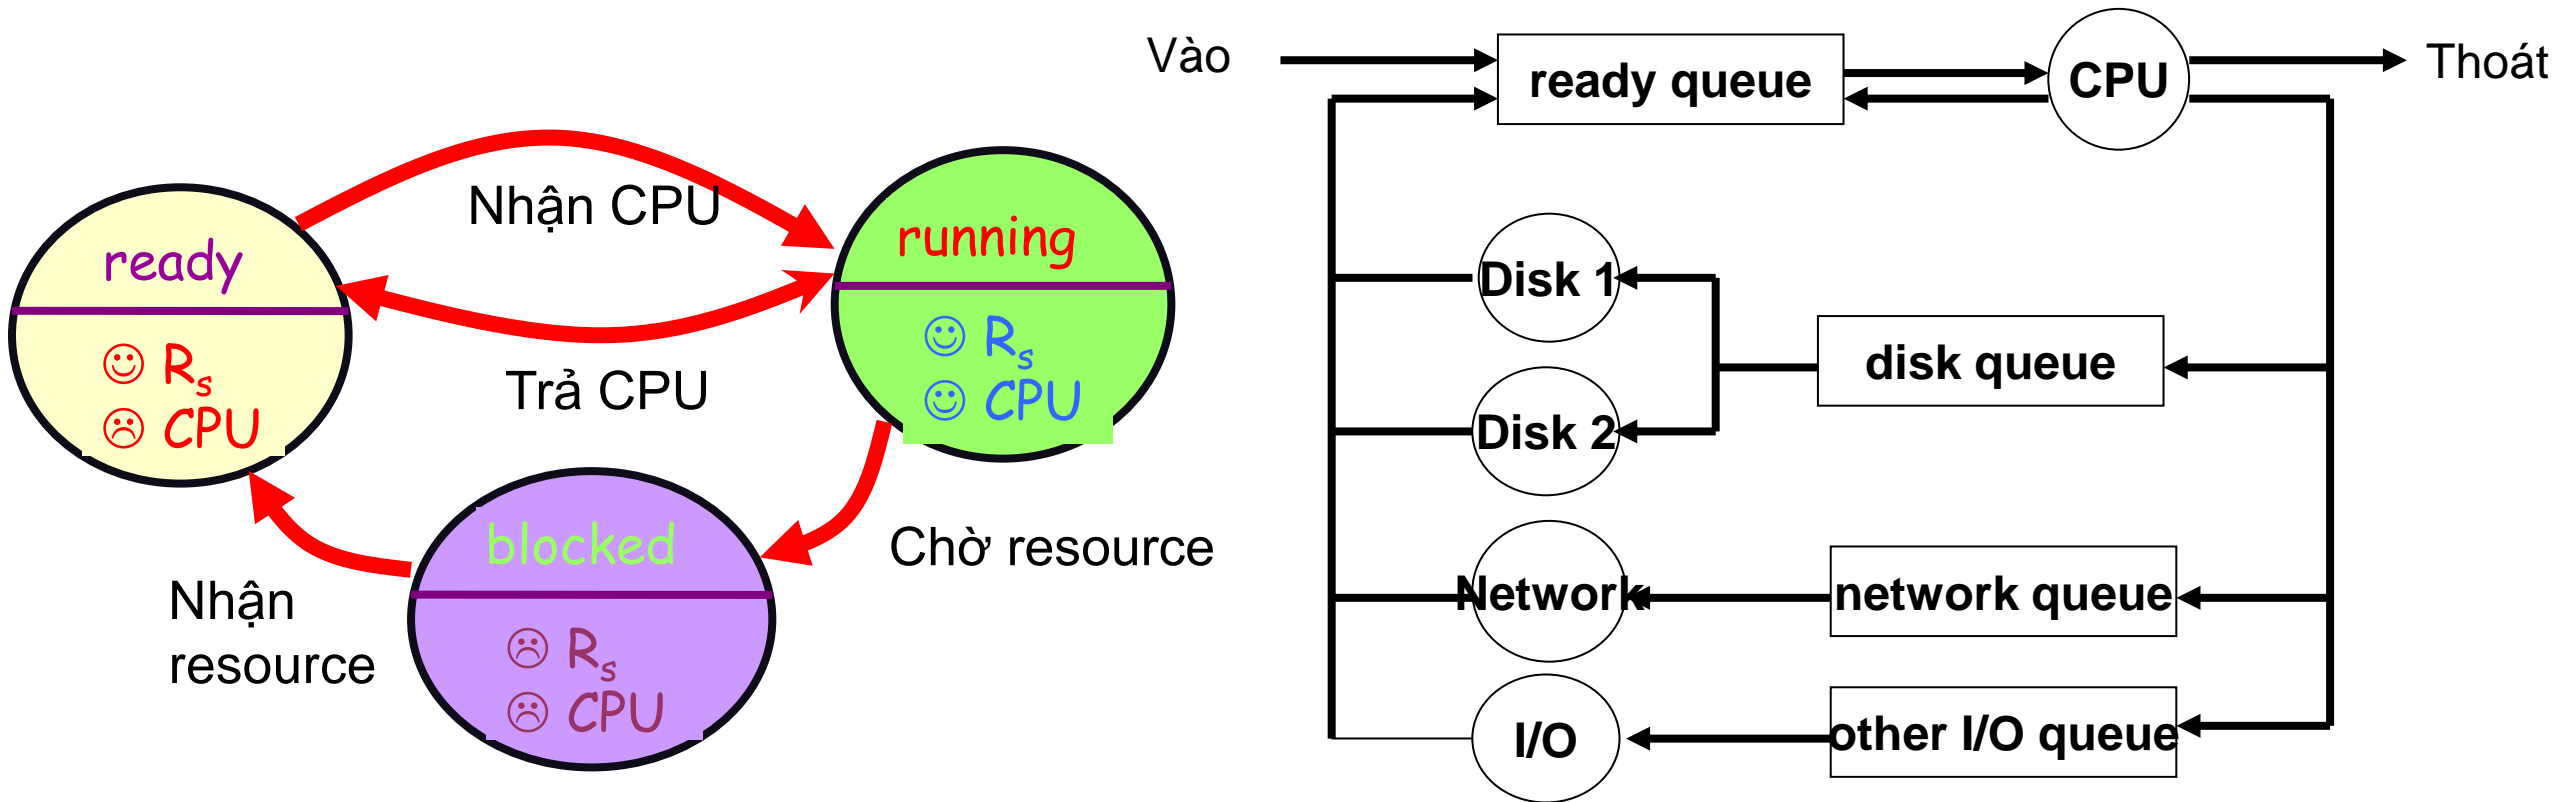 Nhận CPU
ready
☺ Rs
☹ CPU
running
☺ Rs
☺ CPU
Trả CPU
blocked
☹ Rs
☹ CPU
Chờ resource
Nhận
resource
Vào
ready queue
CPU
Thoát
Disk 1
Disk 2
disk queue
Network
network queue
I/O
other I/O queue